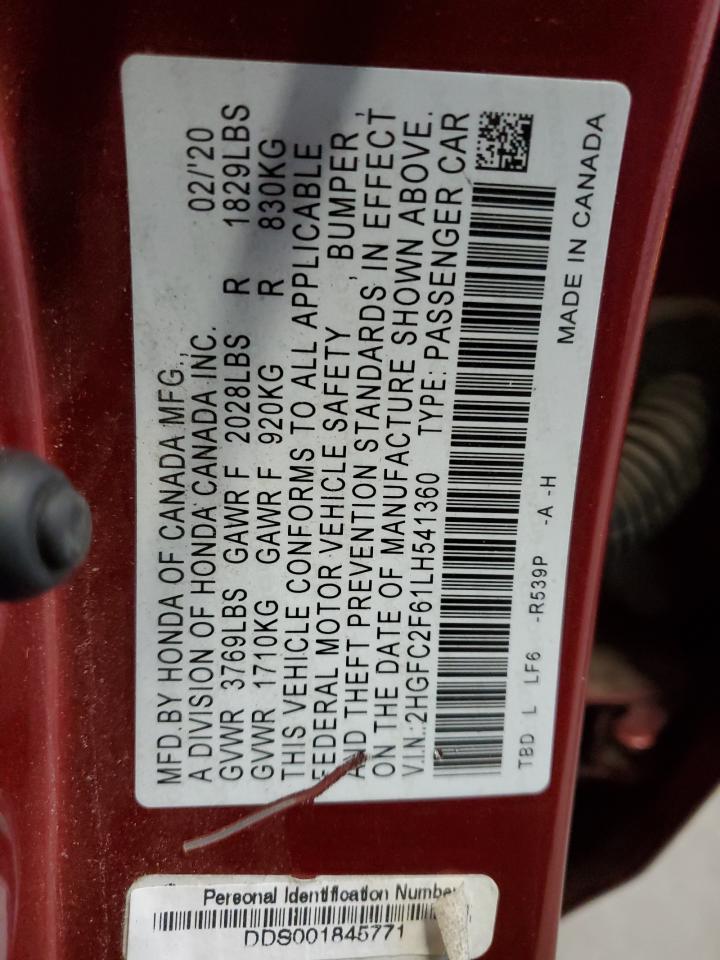 MFD.BY HONDA OF CANADA MFG., 02/'20
A DIVISION OF HONDA CANADA INC.
GVWR 3769LBS GAWR F 2028LBS R 1829LBS
GVWR 1710KG GAWR F 920KG R 830KG
THIS VEHICLE CONFORMS TO ALL APPLICABLE
FEDERAL MOTOR VEHICLE SAFETY , BUMPER ,
AND THEFT PREVENTION STANDARDS IN EFFECT
ON THE DATE OF MANUFACTURE SHOWN ABOVE.
V.I.N.:2HGFC2F61LH541360 TYPE: PASSENGER CAR
TBD L LF6 -R539P -A -H MADE IN CANADA
Personal Identification Number
DDS001845771